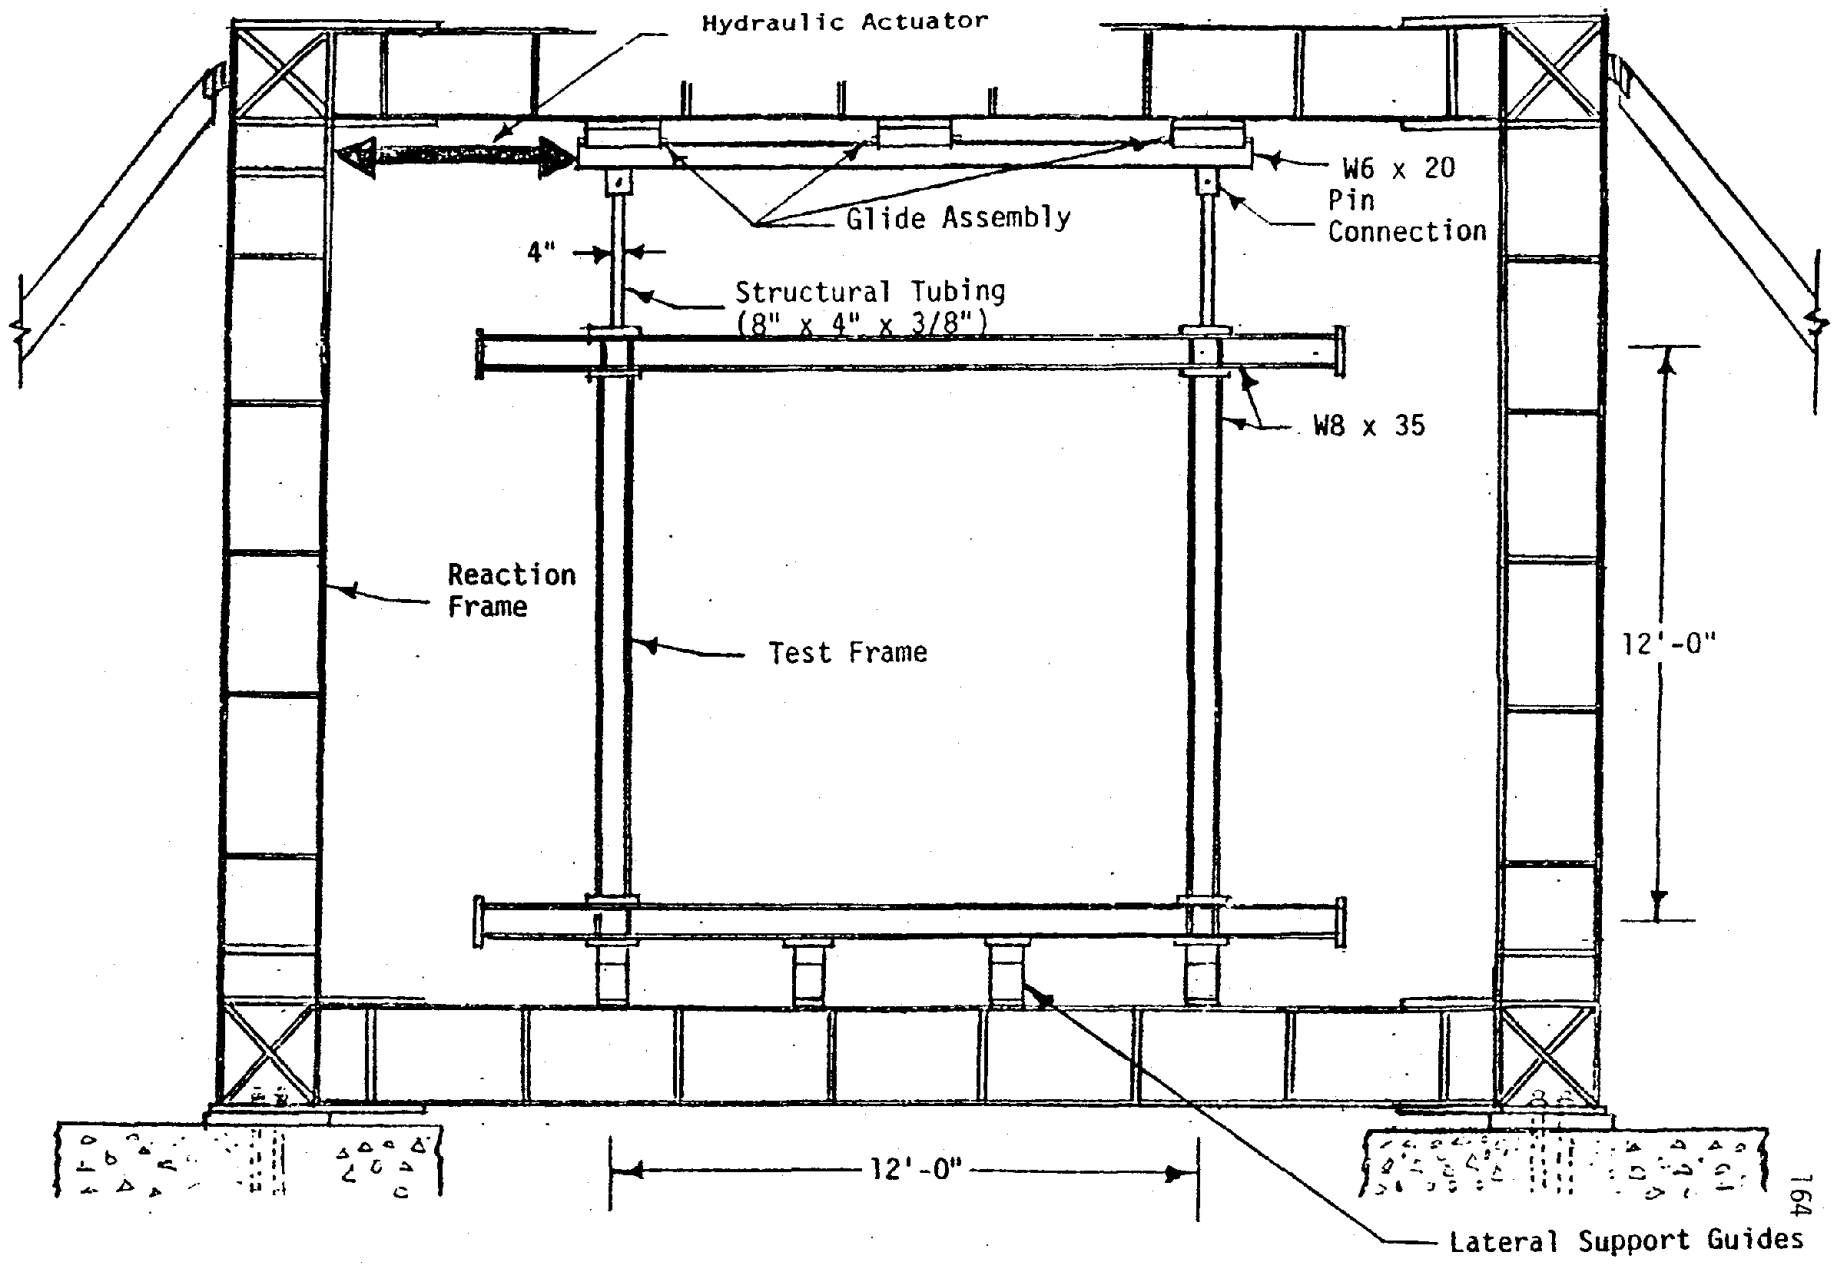 Hydraulic Actuator
W6 x 20
Pin
Connection
Glide Assembly
4"
Structural Tubing
(8" x 4" x 3/8")
W8 x 35
Reaction
Frame
12'-0"
Test Frame
12'-0"
164
Lateral Support Guides